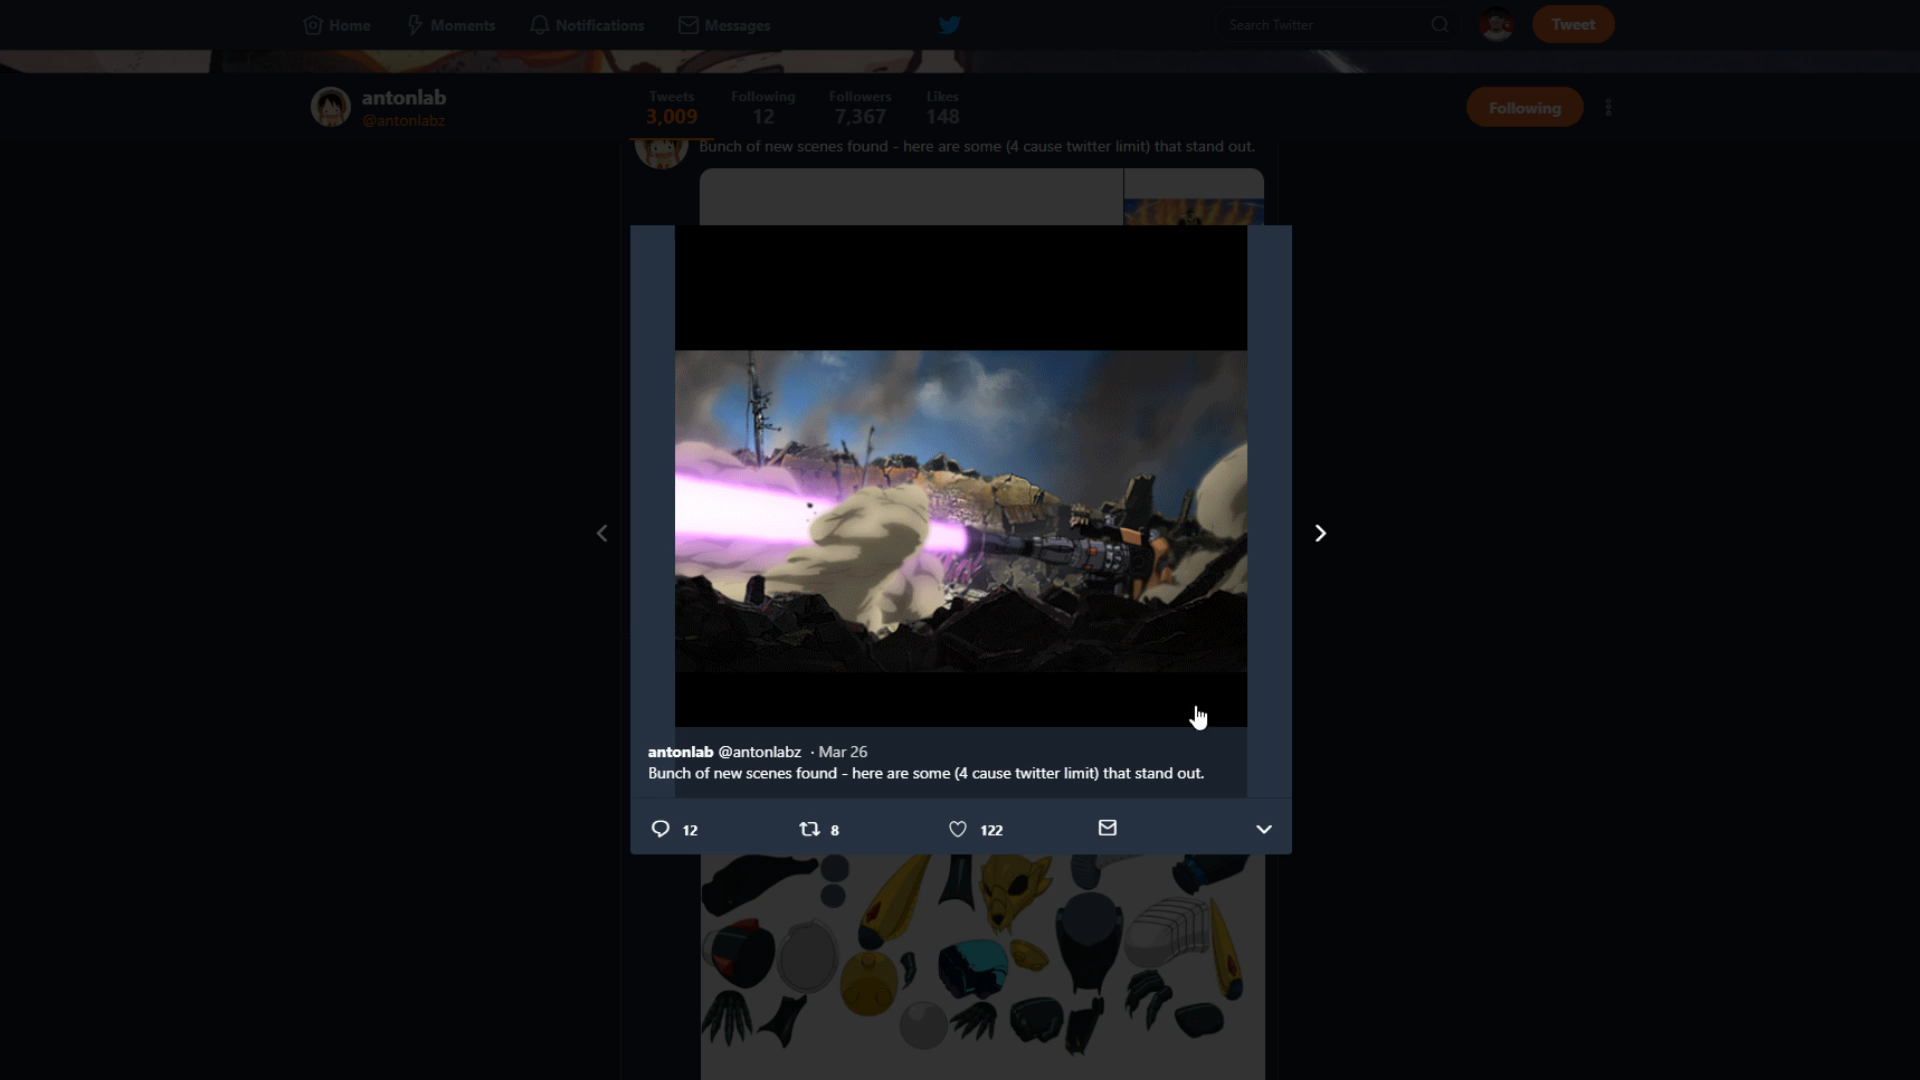 Home Moments Notifications Messages Search Twitter Tweet
antonlab
@antonlabz
Tweets Following Followers Likes
3,009 12 7,367 148
Following
Bunch of new scenes found - here are some (4 cause twitter limit) that stand out.
antonlab @antonlabz · Mar 26
Bunch of new scenes found - here are some (4 cause twitter limit) that stand out.
12 8 122